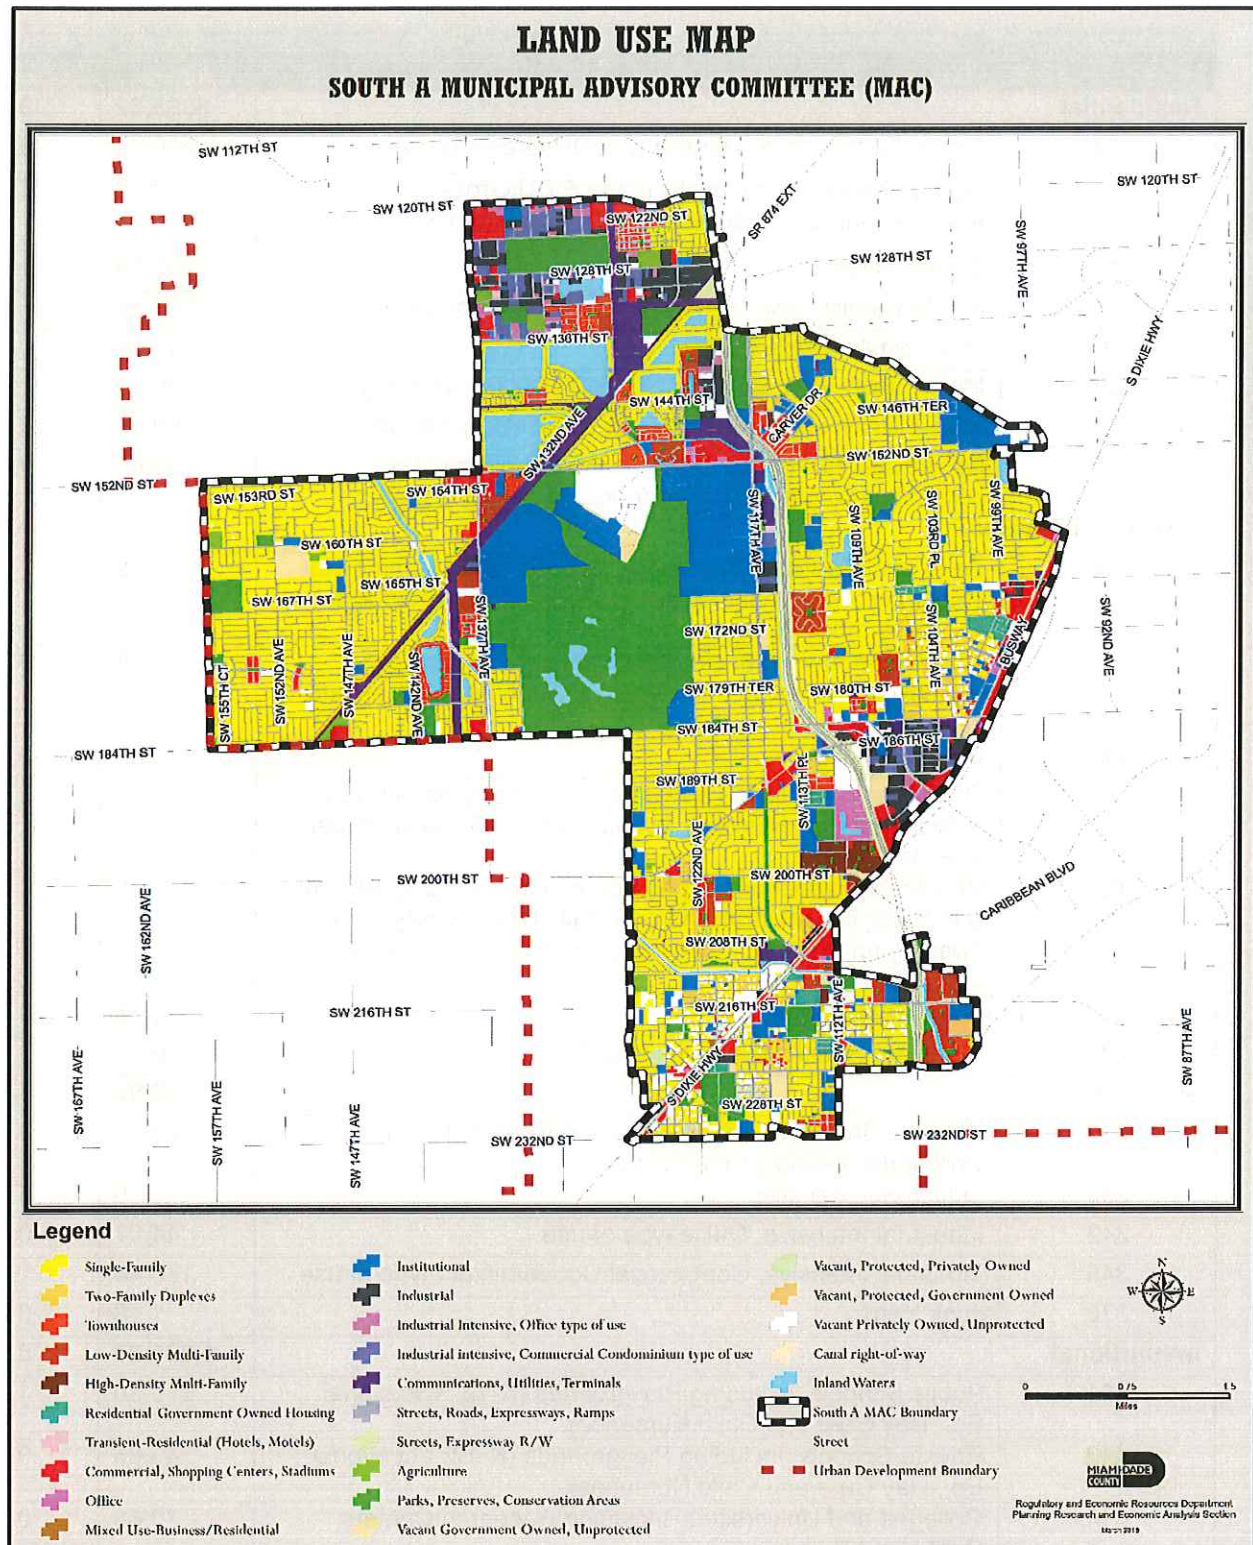 LAND USE MAP
SOUTH A MUNICIPAL ADVISORY COMMITTEE (MAC)
SW 112TH ST
SW 120TH ST
SW 120TH ST
SW 122ND ST
SR 874 EXT
SW 97TH AVE
SW 128TH ST
SW 128TH ST
S DIXIE HWY
SW 136TH ST
SW 132ND AVE
SW 144TH ST
CARVER DR
SW 146TH TER
SW 152ND ST
SW 152ND ST
SW 153RD ST
SW 154TH ST
SW 117TH AVE
SW 109TH AVE
SW 103RD PL
SW 99TH AVE
SW 160TH ST
SW 165TH ST
SW 167TH ST
SW 137TH AVE
SW 172ND ST
SW 104TH AVE
BUSWAY
SW 92ND AVE
SW 155TH CT
SW 152ND AVE
SW 147TH AVE
SW 142ND AVE
SW 179TH TER
SW 180TH ST
SW 184TH ST
SW 184TH ST
SW 186TH ST
SW 189TH ST
SW 113TH PL
SW 122ND AVE
SW 200TH ST
SW 200TH ST
CARIBBEAN BLVD
SW 162ND AVE
SW 208TH ST
SW 216TH ST
SW 216TH ST
SW 112TH AVE
SW 87TH AVE
SW 167TH AVE
SW 157TH AVE
SW 147TH AVE
S DIXIE HWY
SW 228TH ST
SW 232ND ST
SW 232ND ST
Legend
Single-Family
Two-Family Duplexes
Townhouses
Low-Density Multi-Family
High-Density Multi-Family
Residential Government Owned Housing
Transient-Residential (Hotels, Motels)
Commercial, Shopping Centers, Stadiums
Office
Mixed Use-Business/Residential
Institutional
Industrial
Industrial Intensive, Office type of use
Industrial intensive, Commercial Condominium type of use
Communications, Utilities, Terminals
Streets, Roads, Expressways, Ramps
Streets, Expressway R/W
Agriculture
Parks, Preserves, Conservation Areas
Vacant Government Owned, Unprotected
Vacant, Protected, Privately Owned
Vacant, Protected, Government Owned
Vacant Privately Owned, Unprotected
Canal right-of-way
Inland Waters
South A MAC Boundary
Street
Urban Development Boundary
N
W E
S
0 0.75 1.5
Miles
MIAMI-DADE
COUNTY
Regulatory and Economic Resources Department
Planning Research and Economic Analysis Section